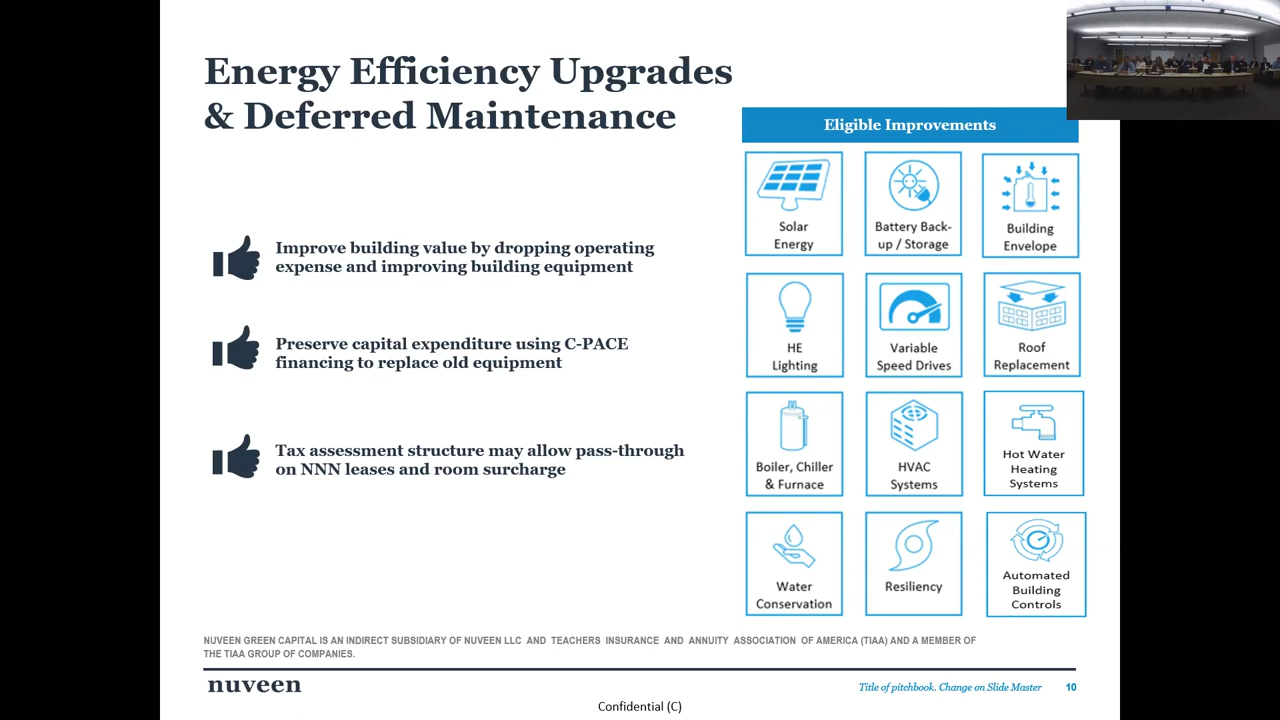 Energy Efficiency Upgrades
& Deferred Maintenance
Improve building value by dropping operating
expense and improving building equipment
Preserve capital expenditure using C-PACE
financing to replace old equipment
Tax assessment structure may allow pass-through
on NNN leases and room surcharge
Eligible Improvements
Solar
Energy
Battery Back-
up / Storage
Building
Envelope
HE
Lighting
Variable
Speed Drives
Roof
Replacement
Boiler, Chiller
& Furnace
HVAC
Systems
Hot Water
Heating
Systems
Water
Conservation
Resiliency
Automated
Building
Controls
NUVEEN GREEN CAPITAL IS AN INDIRECT SUBSIDIARY OF NUVEEN LLC AND TEACHERS INSURANCE AND ANNUITY ASSOCIATION OF AMERICA (TIAA) AND A MEMBER OF
THE TIAA GROUP OF COMPANIES.
nuveen
Title of pitchbook. Change on Slide Master
10
Confidential (C)